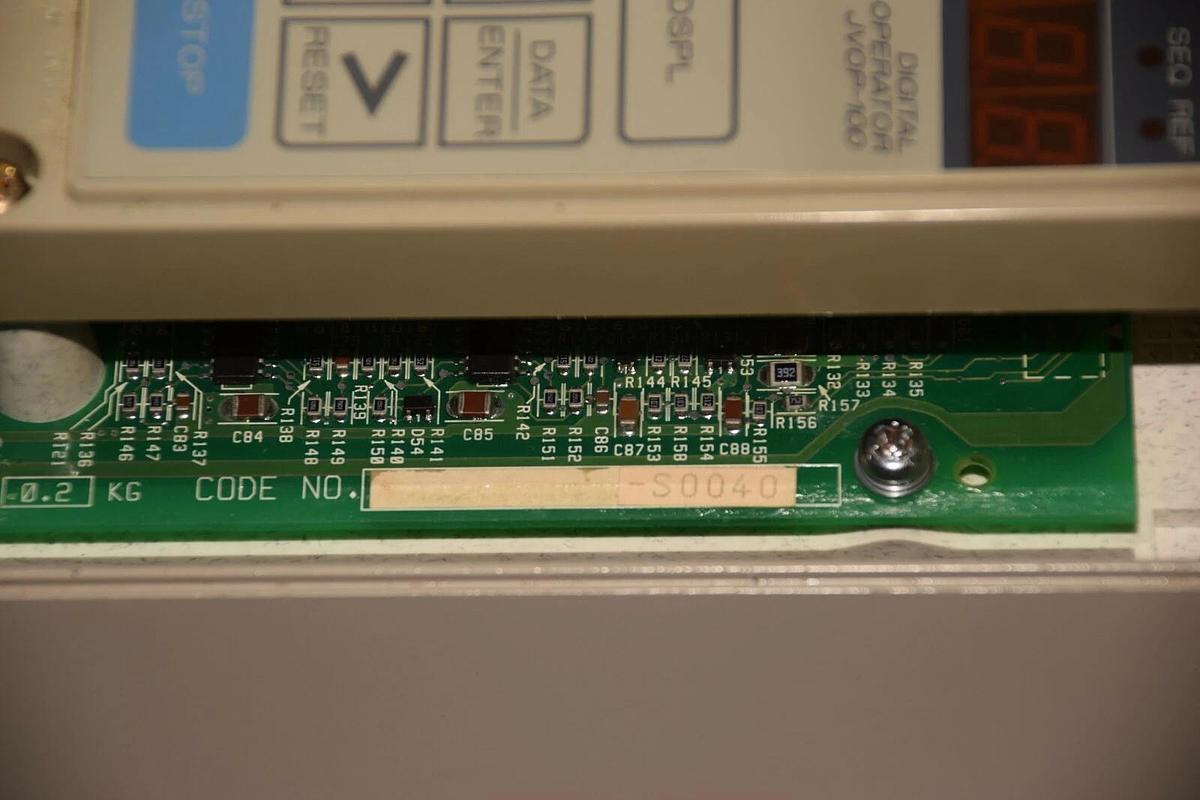 STOP
RESET
DATA
ENTER
DSPL
DIGITAL
OPERATOR
JVOP-100
SEQ REF
392
R144 R145
R132
R133
R134
R135
R157
R156
C84
R138
R139
C85
R142
C86
C87
C88
R121
R136
R146
R147
C83
R137
R148
R149
R150
R140
D54
R141
R151
R152
R153
R158
R154
R155
D53
0.2 KG
CODE NO.
-S0040